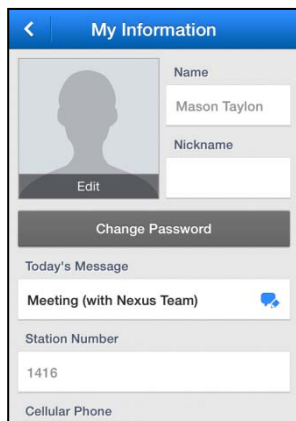 My Information
Name
Mason Taylon
Nickname
Edit
Change Password
Today's Message
Meeting (with Nexus Team)
Station Number
1416
Cellular Phone